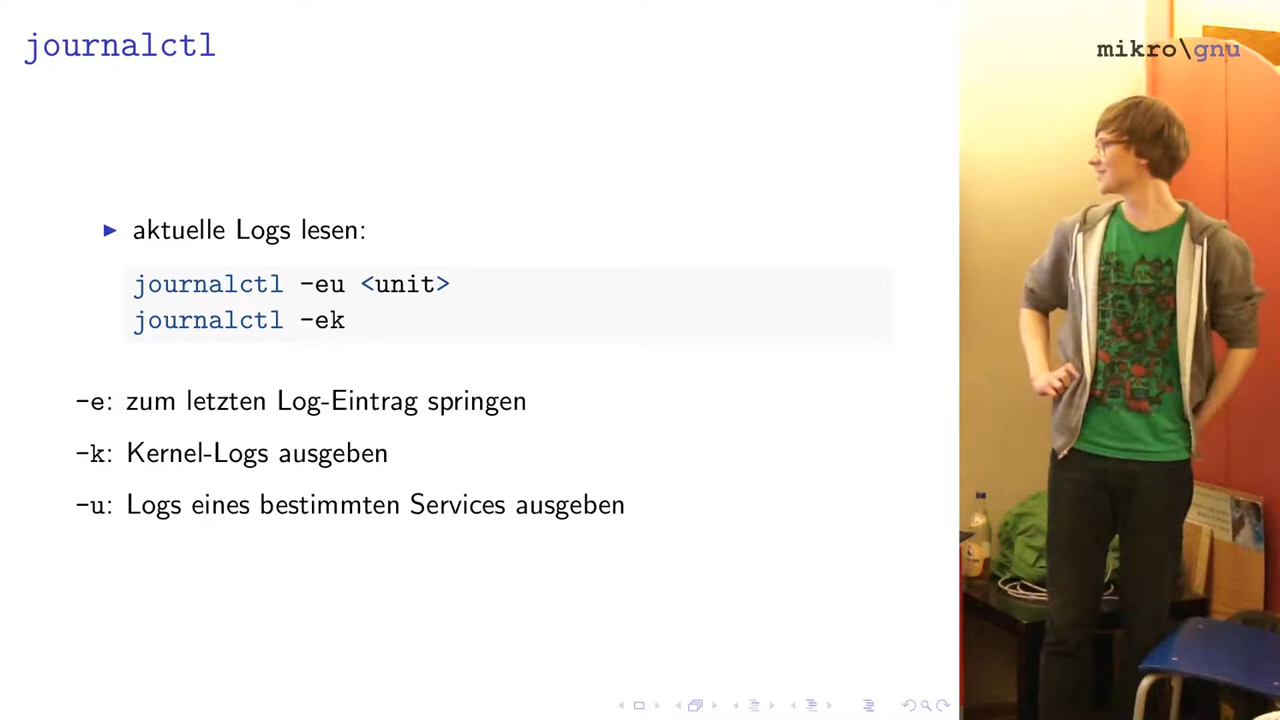 journalctl
mikro\gnu
▶ aktuelle Logs lesen:
journalctl -eu <unit>
journalctl -ek
-e: zum letzten Log-Eintrag springen
-k: Kernel-Logs ausgeben
-u: Logs eines bestimmten Services ausgeben